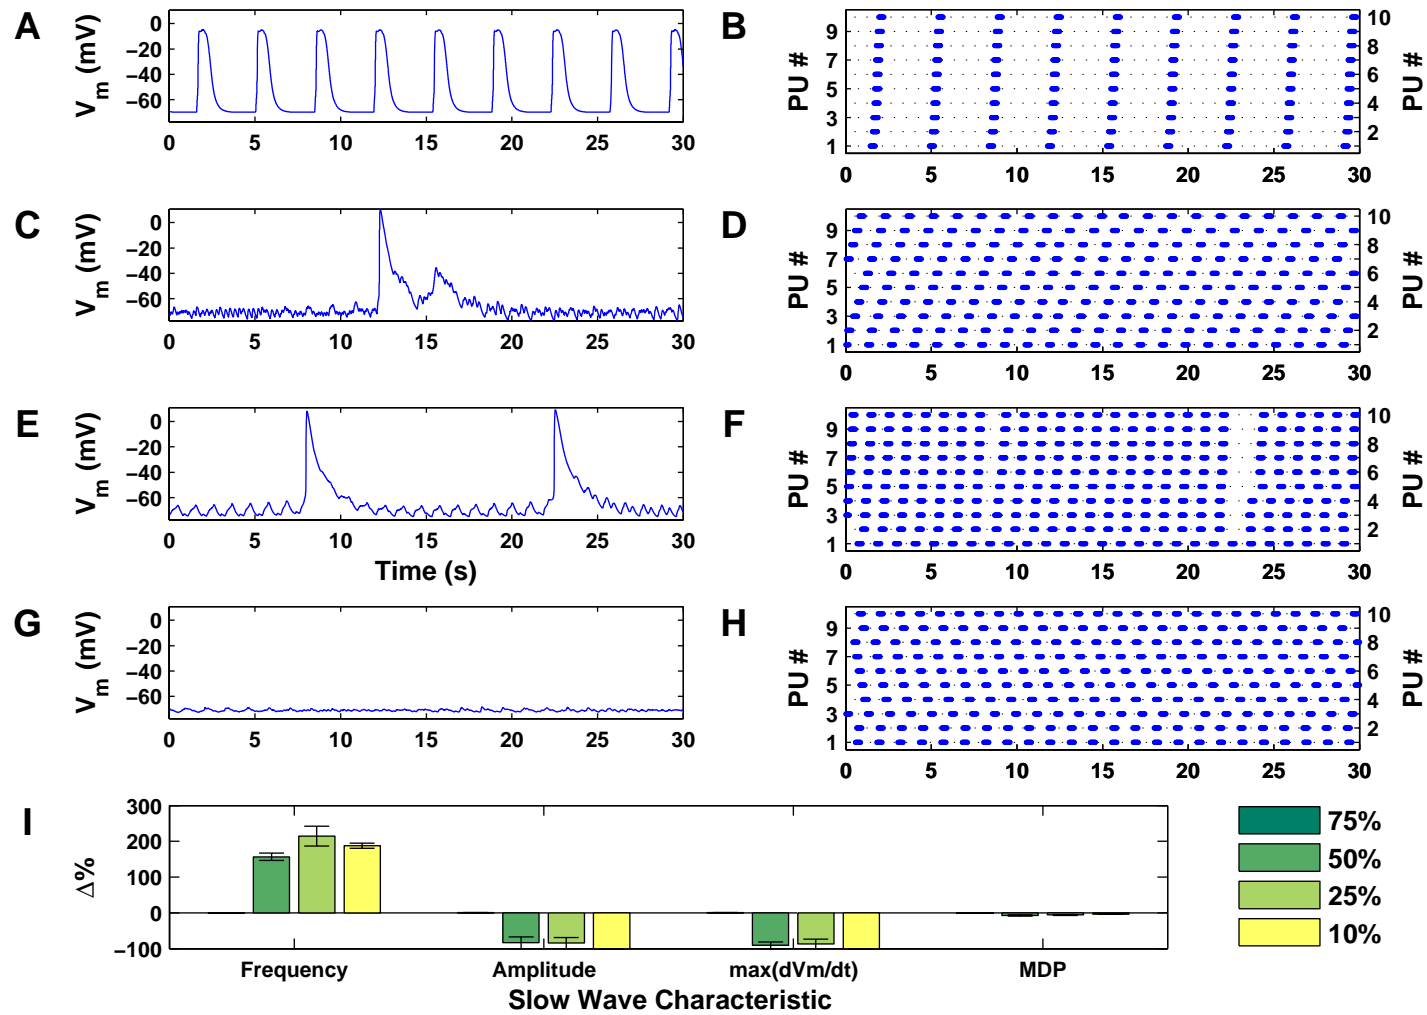 A
V_m (mV)
0
−20
−40
−60
0 5 10 15 20 25 30
B
PU #
9
7
5
3
1
10
8
6
4
2
PU #
0 5 10 15 20 25 30
C
V_m (mV)
0
−20
−40
−60
0 5 10 15 20 25 30
D
PU #
9
7
5
3
1
10
8
6
4
2
PU #
0 5 10 15 20 25 30
E
V_m (mV)
0
−20
−40
−60
0 5 10 15 20 25 30
Time (s)
F
PU #
9
7
5
3
1
10
8
6
4
2
PU #
0 5 10 15 20 25 30
G
V_m (mV)
0
−20
−40
−60
0 5 10 15 20 25 30
H
PU #
9
7
5
3
1
10
8
6
4
2
PU #
0 5 10 15 20 25 30
I
Δ%
300
200
100
0
−100
Frequency Amplitude max(dVm/dt) MDP
Slow Wave Characteristic
75%
50%
25%
10%